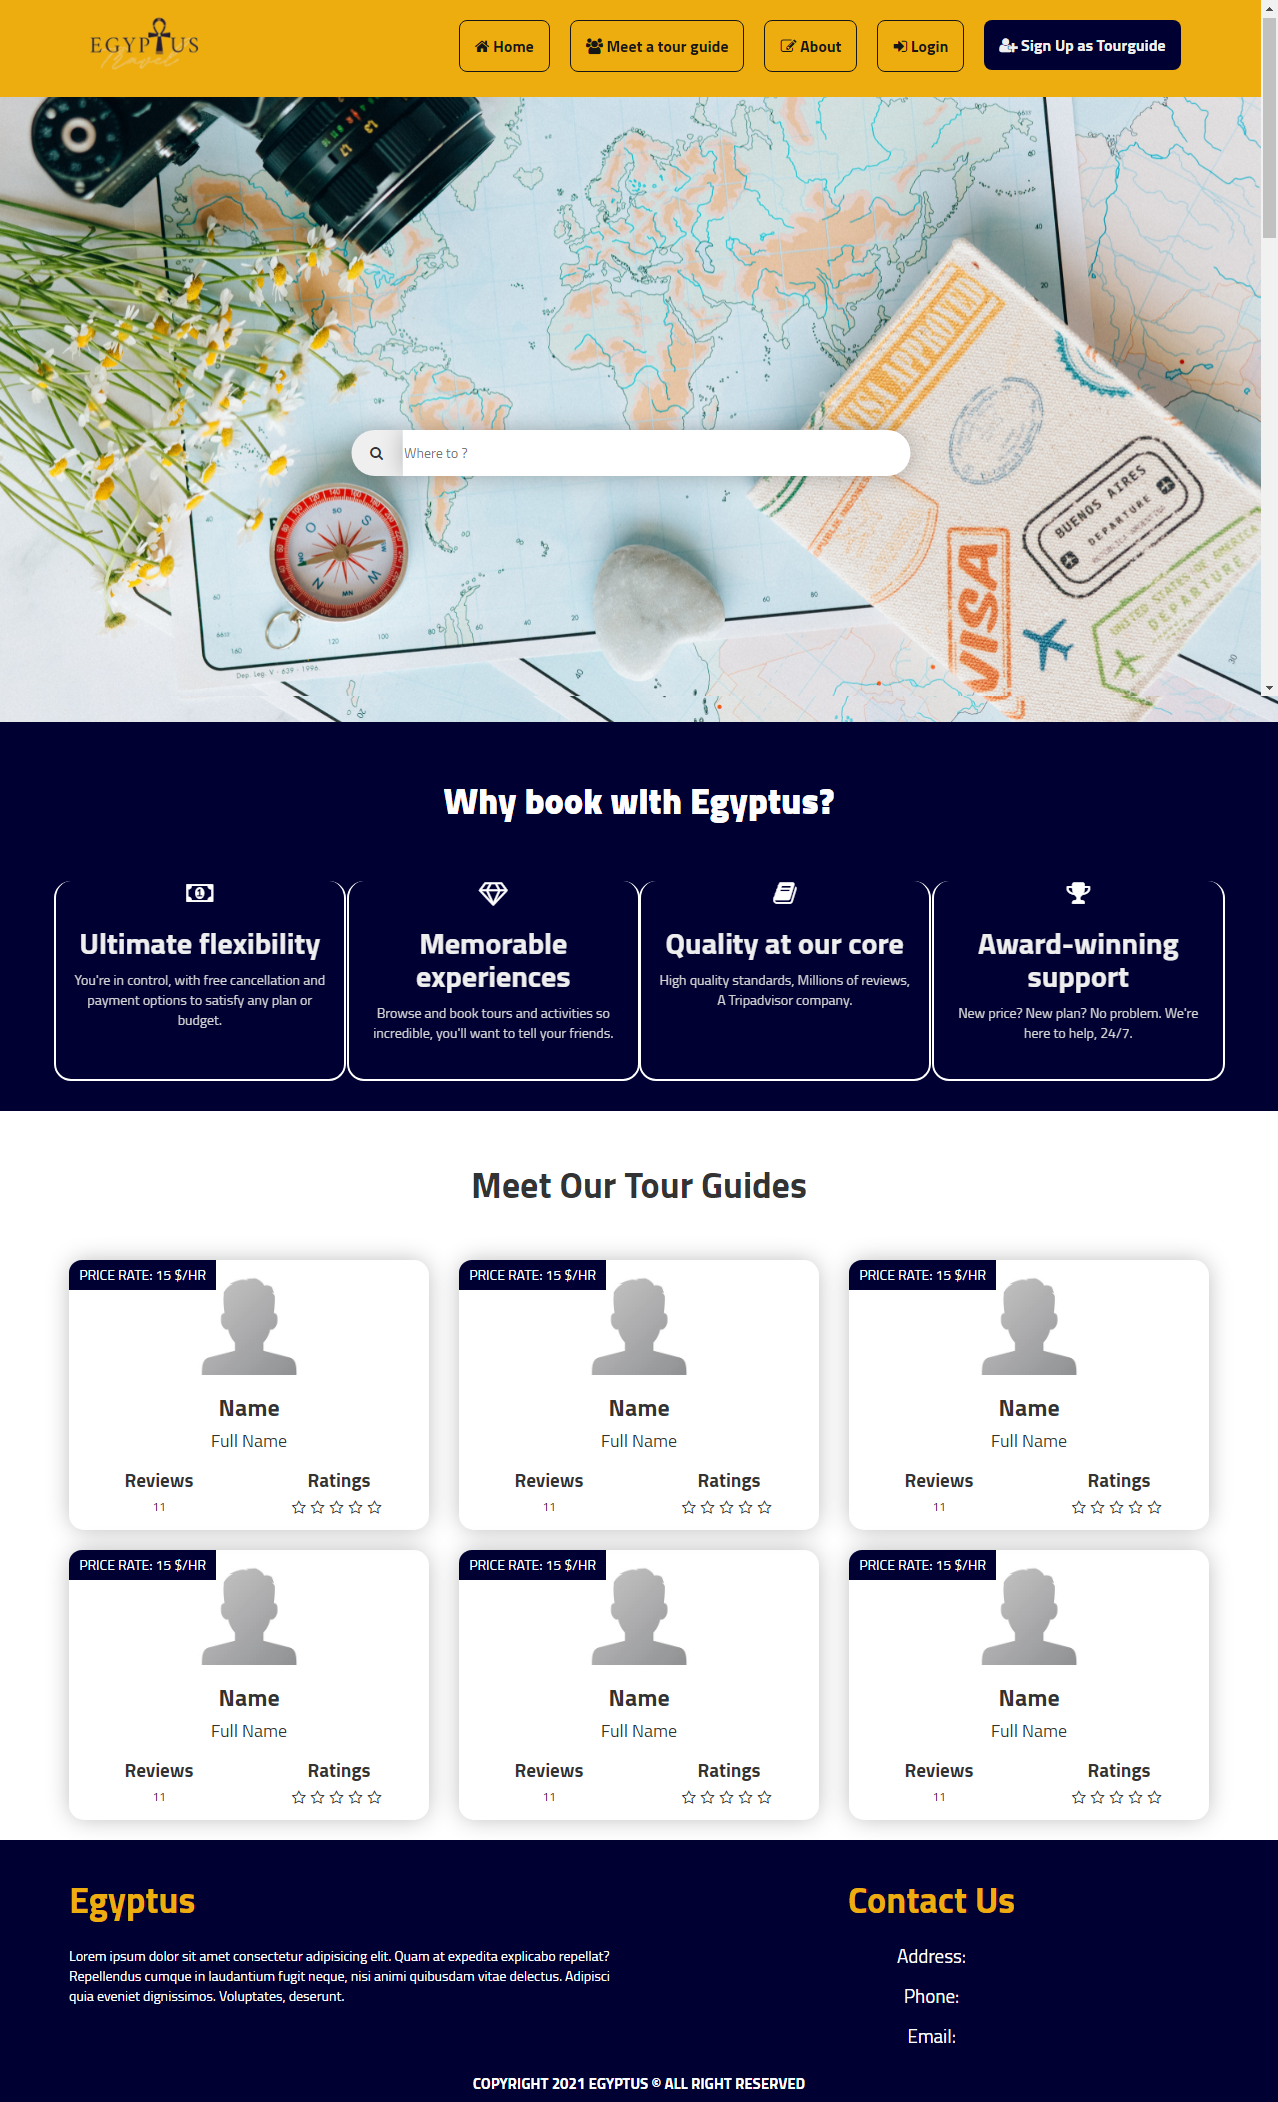 EGYPTUS
Travel
Home
Meet a tour guide
About
Login
Sign Up as Tourguide
VISA APPROVED
BUENOS AIRES
DEPARTURE
VISA
UNITED STATES OF AMERICA
DEPARTURE
Where to ?
Dep. Leg. V - 639 - 1996
Why book with Egyptus?
Ultimate flexibility
You're in control, with free cancellation and
payment options to satisfy any plan or
budget.
Memorable
experiences
Browse and book tours and activities so
incredible, you'll want to tell your friends.
Quality at our core
High quality standards, Millions of reviews,
A Tripadvisor company.
Award-winning
support
New price? New plan? No problem. We're
here to help, 24/7.
Meet Our Tour Guides
PRICE RATE: 15 $/HR
Name
Full Name
Reviews
Ratings
11
PRICE RATE: 15 $/HR
Name
Full Name
Reviews
Ratings
11
PRICE RATE: 15 $/HR
Name
Full Name
Reviews
Ratings
11
PRICE RATE: 15 $/HR
Name
Full Name
Reviews
Ratings
11
PRICE RATE: 15 $/HR
Name
Full Name
Reviews
Ratings
11
PRICE RATE: 15 $/HR
Name
Full Name
Reviews
Ratings
11
Egyptus
Lorem ipsum dolor sit amet consectetur adipisicing elit. Quam at expedita explicabo repellat?
Repellendus cumque in laudantium fugit neque, nisi animi quibusdam vitae delectus. Adipisci
quia eveniet dignissimos. Voluptates, deserunt.
Contact Us
Address:
Phone:
Email:
COPYRIGHT 2021 EGYPTUS © ALL RIGHT RESERVED